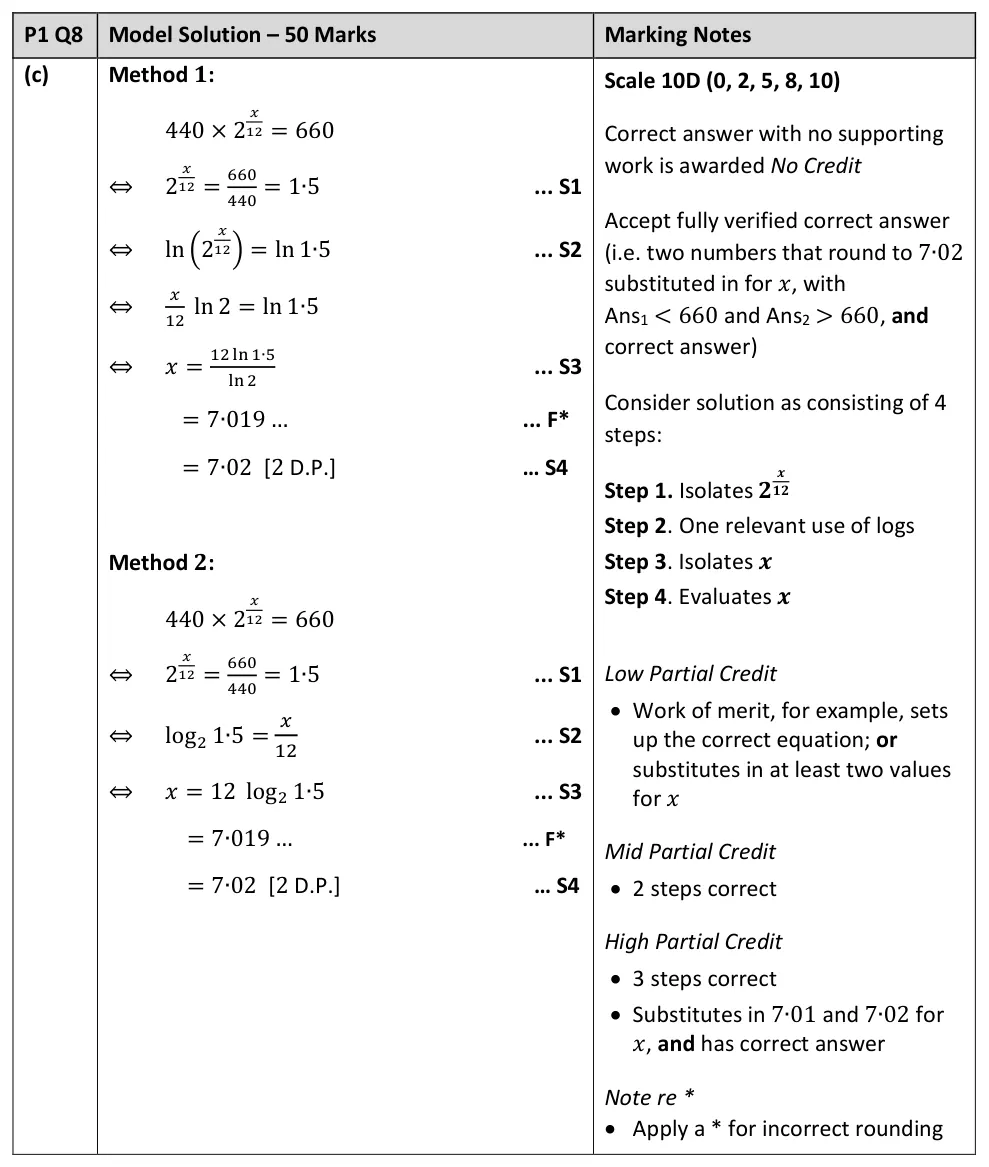 P1 Q8 Model Solution – 50 Marks Marking Notes
(c)
Method 1:
440 × 2^(x/12) = 660
⇔ 2^(x/12) = 660/440 = 1·5 ... S1
⇔ ln (2^(x/12)) = ln 1·5 ... S2
⇔ x/12 ln 2 = ln 1·5
⇔ x = 12 ln 1·5 / ln 2 ... S3
= 7·019 ... ... F*
= 7·02 [2 D.P.] ... S4
Method 2:
440 × 2^(x/12) = 660
⇔ 2^(x/12) = 660/440 = 1·5 ... S1
⇔ log₂ 1·5 = x/12 ... S2
⇔ x = 12 log₂ 1·5 ... S3
= 7·019 ... ... F*
= 7·02 [2 D.P.] ... S4
Scale 10D (0, 2, 5, 8, 10)
Correct answer with no supporting
work is awarded No Credit
Accept fully verified correct answer
(i.e. two numbers that round to 7·02
substituted in for x, with
Ans₁ < 660 and Ans₂ > 660, and
correct answer)
Consider solution as consisting of 4
steps:
Step 1. Isolates 2^(x/12)
Step 2. One relevant use of logs
Step 3. Isolates x
Step 4. Evaluates x
Low Partial Credit
• Work of merit, for example, sets
up the correct equation; or
substitutes in at least two values
for x
Mid Partial Credit
• 2 steps correct
High Partial Credit
• 3 steps correct
• Substitutes in 7·01 and 7·02 for
x, and has correct answer
Note re *
• Apply a * for incorrect rounding